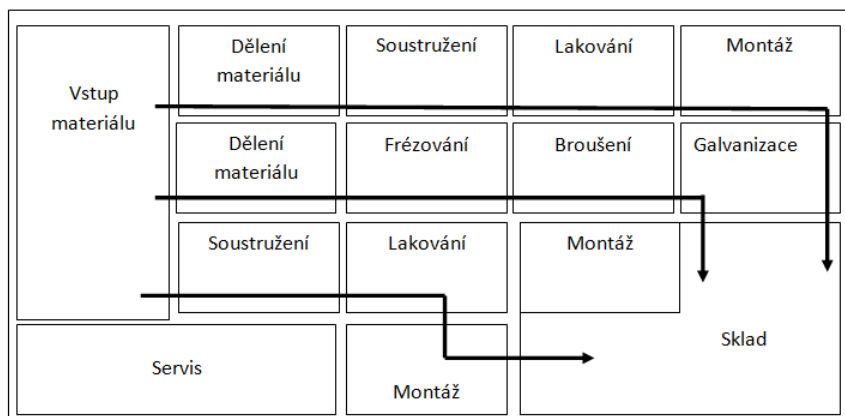 Vstup
materiálu
Dělení
materiálu
Soustružení
Lakování
Montáž
Dělení
materiálu
Frézování
Broušení
Galvanizace
Soustružení
Lakování
Montáž
Servis
Montáž
Sklad